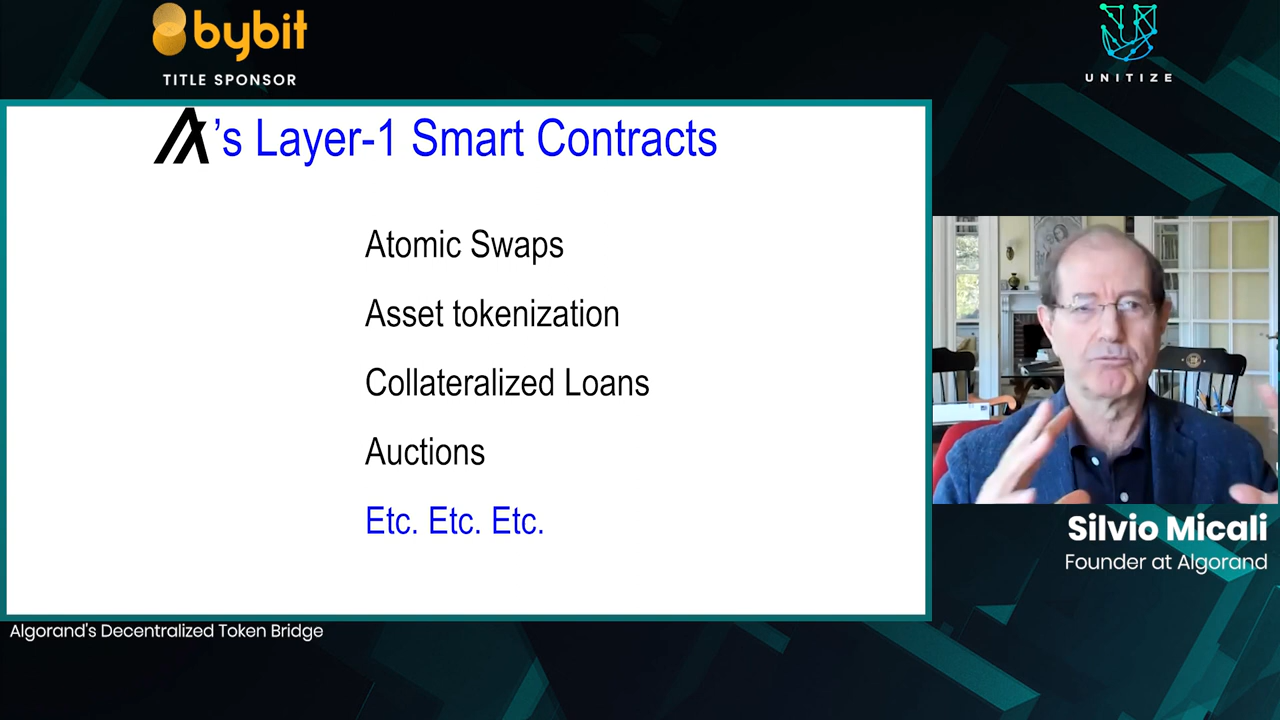 bybit
TITLE SPONSOR
UNITIZE
's Layer-1 Smart Contracts
Atomic Swaps
Asset tokenization
Collateralized Loans
Auctions
Etc. Etc. Etc.
Silvio Micali
Founder at Algorand
Algorand's Decentralized Token Bridge